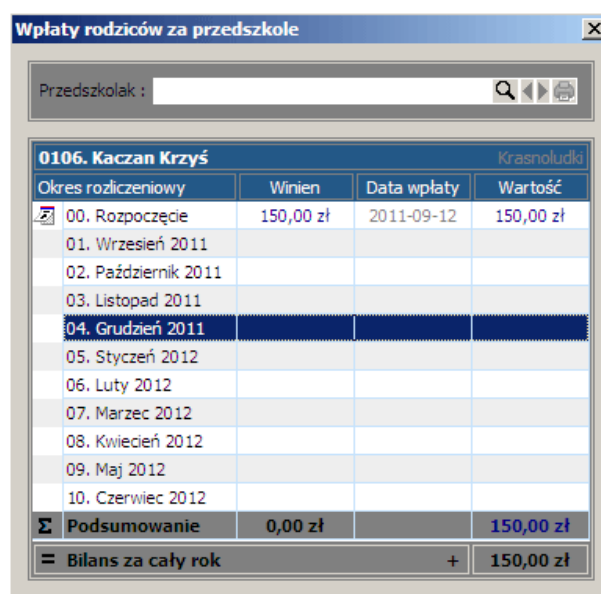 Wpłaty rodziców za przedszkole
Przedszkolak :
0106. Kaczan Krzyś Krasnoludki
Okres rozliczeniowy Winien Data wpłaty Wartość
00. Rozpoczęcie 150,00 zł 2011-09-12 150,00 zł
01. Wrzesień 2011
02. Październik 2011
03. Listopad 2011
04. Grudzień 2011
05. Styczeń 2012
06. Luty 2012
07. Marzec 2012
08. Kwiecień 2012
09. Maj 2012
10. Czerwiec 2012
Σ Podsumowanie 0,00 zł 150,00 zł
= Bilans za cały rok + 150,00 zł